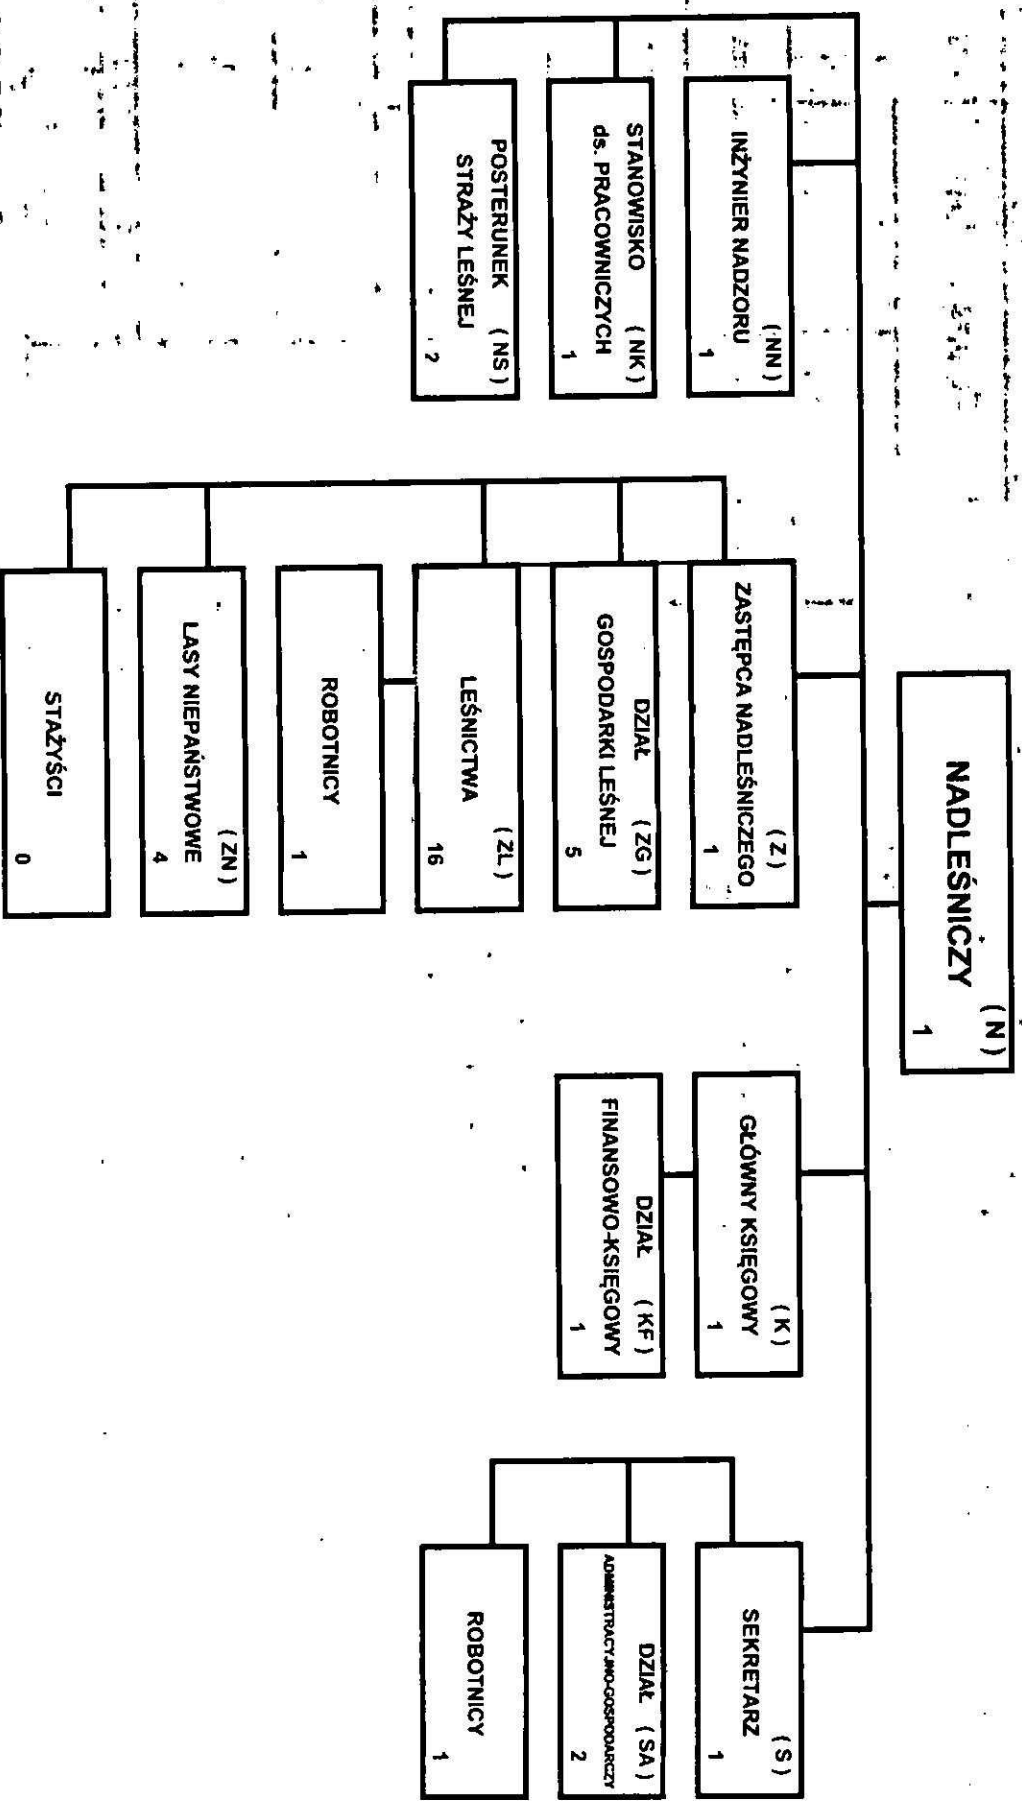 NADLEŚNICZY
( N )
1
( NN )
INŻYNIER NADZORU
1
STANOWISKO ( NK )
ds. PRACOWNICZYCH
1
POSTERUNEK ( NS )
STRAŻY LEŚNEJ
2
( Z )
ZASTĘPCA NADLEŚNICZEGO
1
DZIAŁ ( ZG )
GOSPODARKI LEŚNEJ
5
( ZL )
LEŚNICTWA
16
ROBOTNICY
1
( ZN )
LASY NIEPAŃSTWOWE
4
STAŻYŚCI
0
( K )
GŁÓWNY KSIĘGOWY
1
DZIAŁ ( KF )
FINANSOWO-KSIĘGOWY
1
( S )
SEKRETARZ
1
DZIAŁ ( SA )
ADMINISTRACYJNO-GOSPODARCZY
2
ROBOTNICY
1